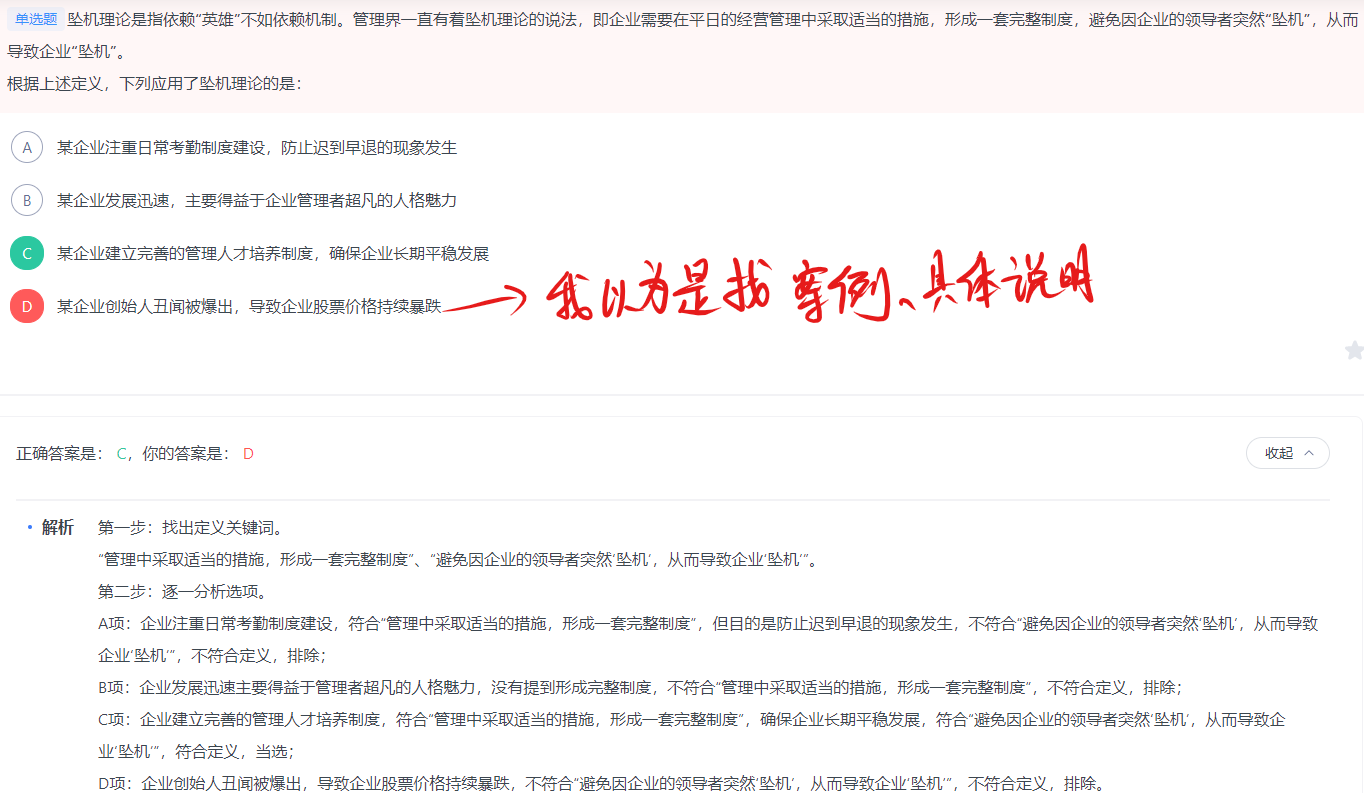 单选题 坠机理论是指依赖“英雄”不如依赖机制。管理界一直有着坠机理论的说法，即企业需要在平日的经营管理中采取适当的措施，形成一套完整制度，避免因企业的领导者突然“坠机”，从而
导致企业“坠机”。
根据上述定义，下列应用了坠机理论的是：
A 某企业注重日常考勤制度建设，防止迟到早退的现象发生
B 某企业发展迅速，主要得益于企业管理者超凡的人格魅力
C 某企业建立完善的管理人才培养制度，确保企业长期平稳发展
D 某企业创始人丑闻被爆出，导致企业股票价格持续暴跌
我以为是找案例、具体说明
正确答案是： C，你的答案是： D
收起
解析 第一步：找出定义关键词。
“管理中采取适当的措施，形成一套完整制度”、“避免因企业的领导者突然‘坠机’，从而导致企业‘坠机’”。
第二步：逐一分析选项。
A项：企业注重日常考勤制度建设，符合“管理中采取适当的措施，形成一套完整制度”，但目的是防止迟到早退的现象发生，不符合“避免因企业的领导者突然‘坠机’，从而导致
企业‘坠机’”，不符合定义，排除；
B项：企业发展迅速主要得益于管理者超凡的人格魅力，没有提到形成完整制度，不符合“管理中采取适当的措施，形成一套完整制度”，不符合定义，排除；
C项：企业建立完善的管理人才培养制度，符合“管理中采取适当的措施，形成一套完整制度”，确保企业长期平稳发展，符合“避免因企业的领导者突然‘坠机’，从而导致企
业‘坠机’”，符合定义，当选；
D项：企业创始人丑闻被爆出，导致企业股票价格持续暴跌，不符合“避免因企业的领导者突然‘坠机’，从而导致企业‘坠机’”，不符合定义，排除。